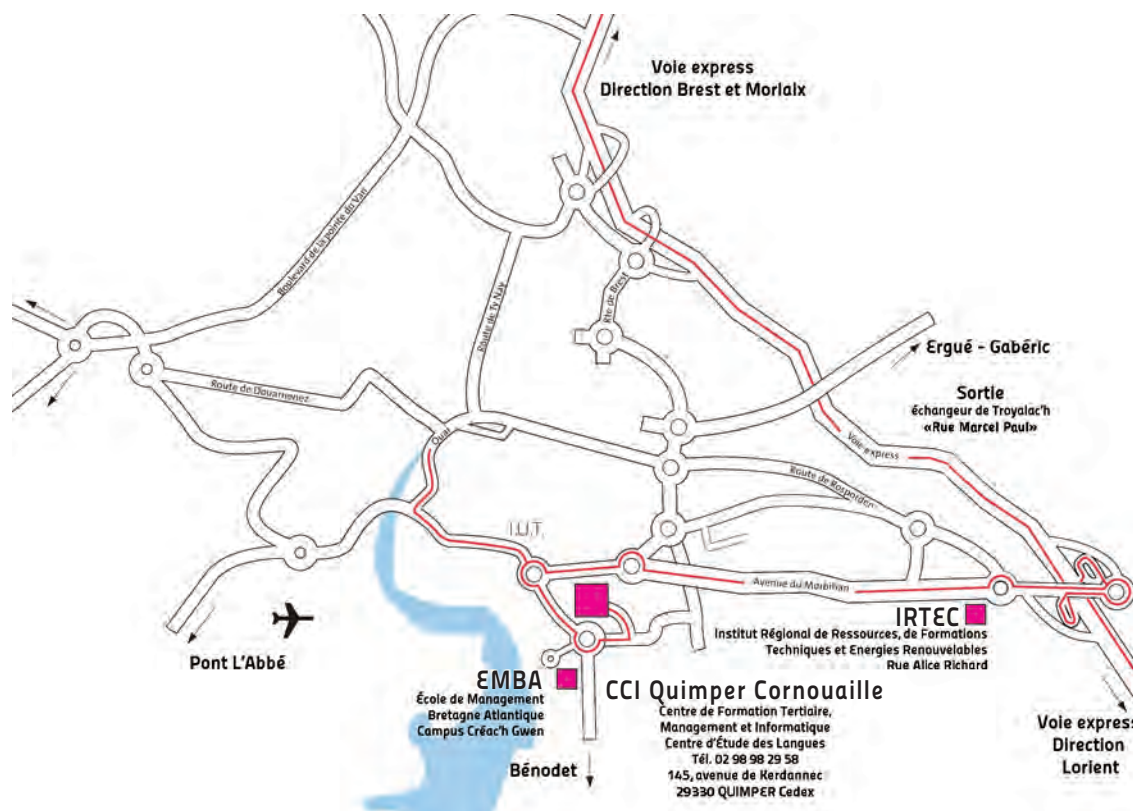 Voie express
Direction Brest et Morlaix
Boulevard de la pointe du Van
Route de Ty Nay
Rte de Brest
Ergué - Gabéric
Route de Douarnenez
Sortie
échangeur de Troyalac'h
«Rue Marcel Paul»
Quai
Voie express
Route de Rosporden
I.U.T.
Avenue du Morbihan
Pont L'Abbé
IRTEC
Institut Régional de Ressources, de Formations
Techniques et Energies Renouvelables
Rue Alice Richard
EMBA
École de Management
Bretagne Atlantique
Campus Créac'h Gwen
CCI Quimper Cornouaille
Centre de Formation Tertiaire,
Management et Informatique
Centre d'Étude des Langues
Tél. 02 98 98 29 58
145, avenue de Kerdannec
29330 QUIMPER Cedex
Bénodet
Voie express
Direction
Lorient